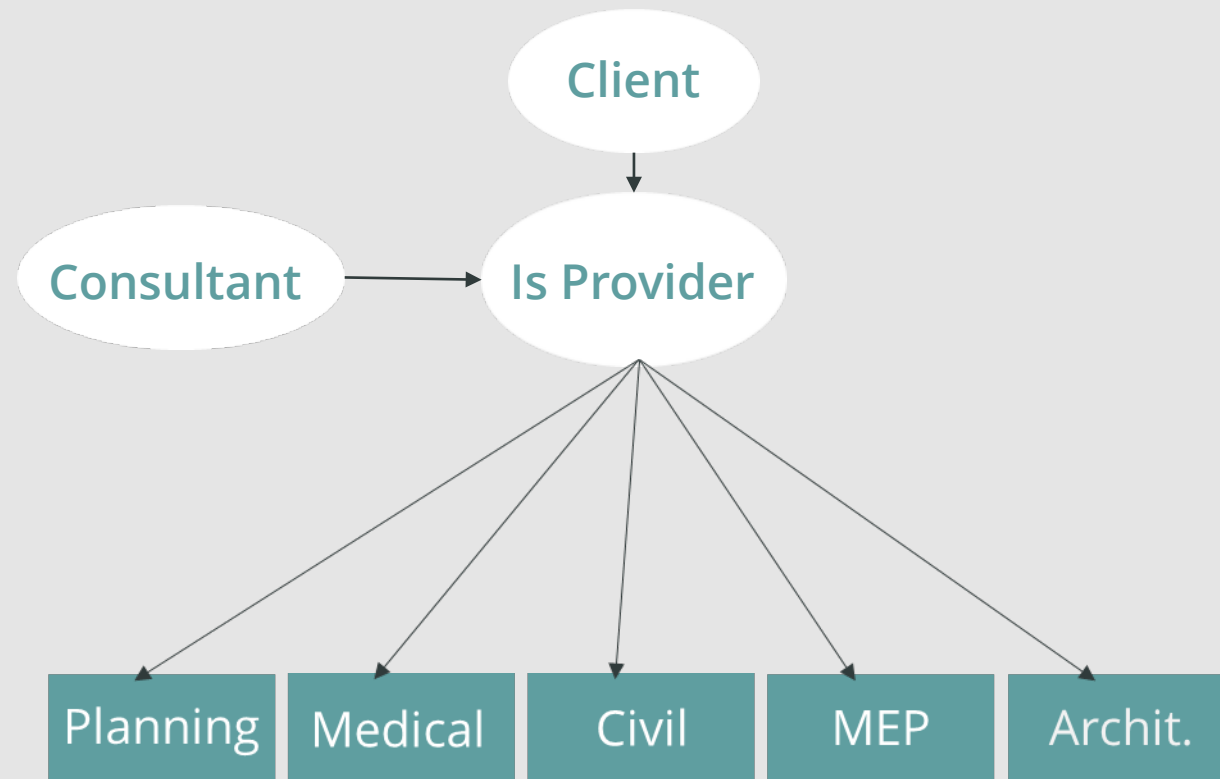 Client
Consultant
Is Provider
Planning
Medical
Civil
MEP
Archit.